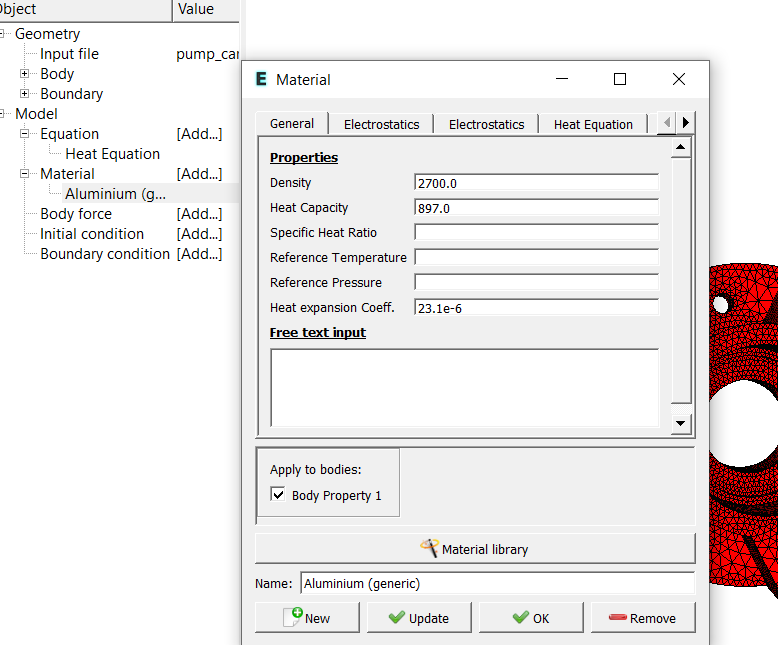 Object Value
Geometry
Input file pump_car
Body
Boundary
Model
Equation [Add...]
Heat Equation
Material [Add...]
Aluminium (g...
Body force [Add...]
Initial condition [Add...]
Boundary condition [Add...]
E Material
General Electrostatics Electrostatics Heat Equation
Properties
Density 2700.0
Heat Capacity 897.0
Specific Heat Ratio
Reference Temperature
Reference Pressure
Heat expansion Coeff. 23.1e-6
Free text input
Apply to bodies:
Body Property 1
Material library
Name: Aluminium (generic)
New Update OK Remove